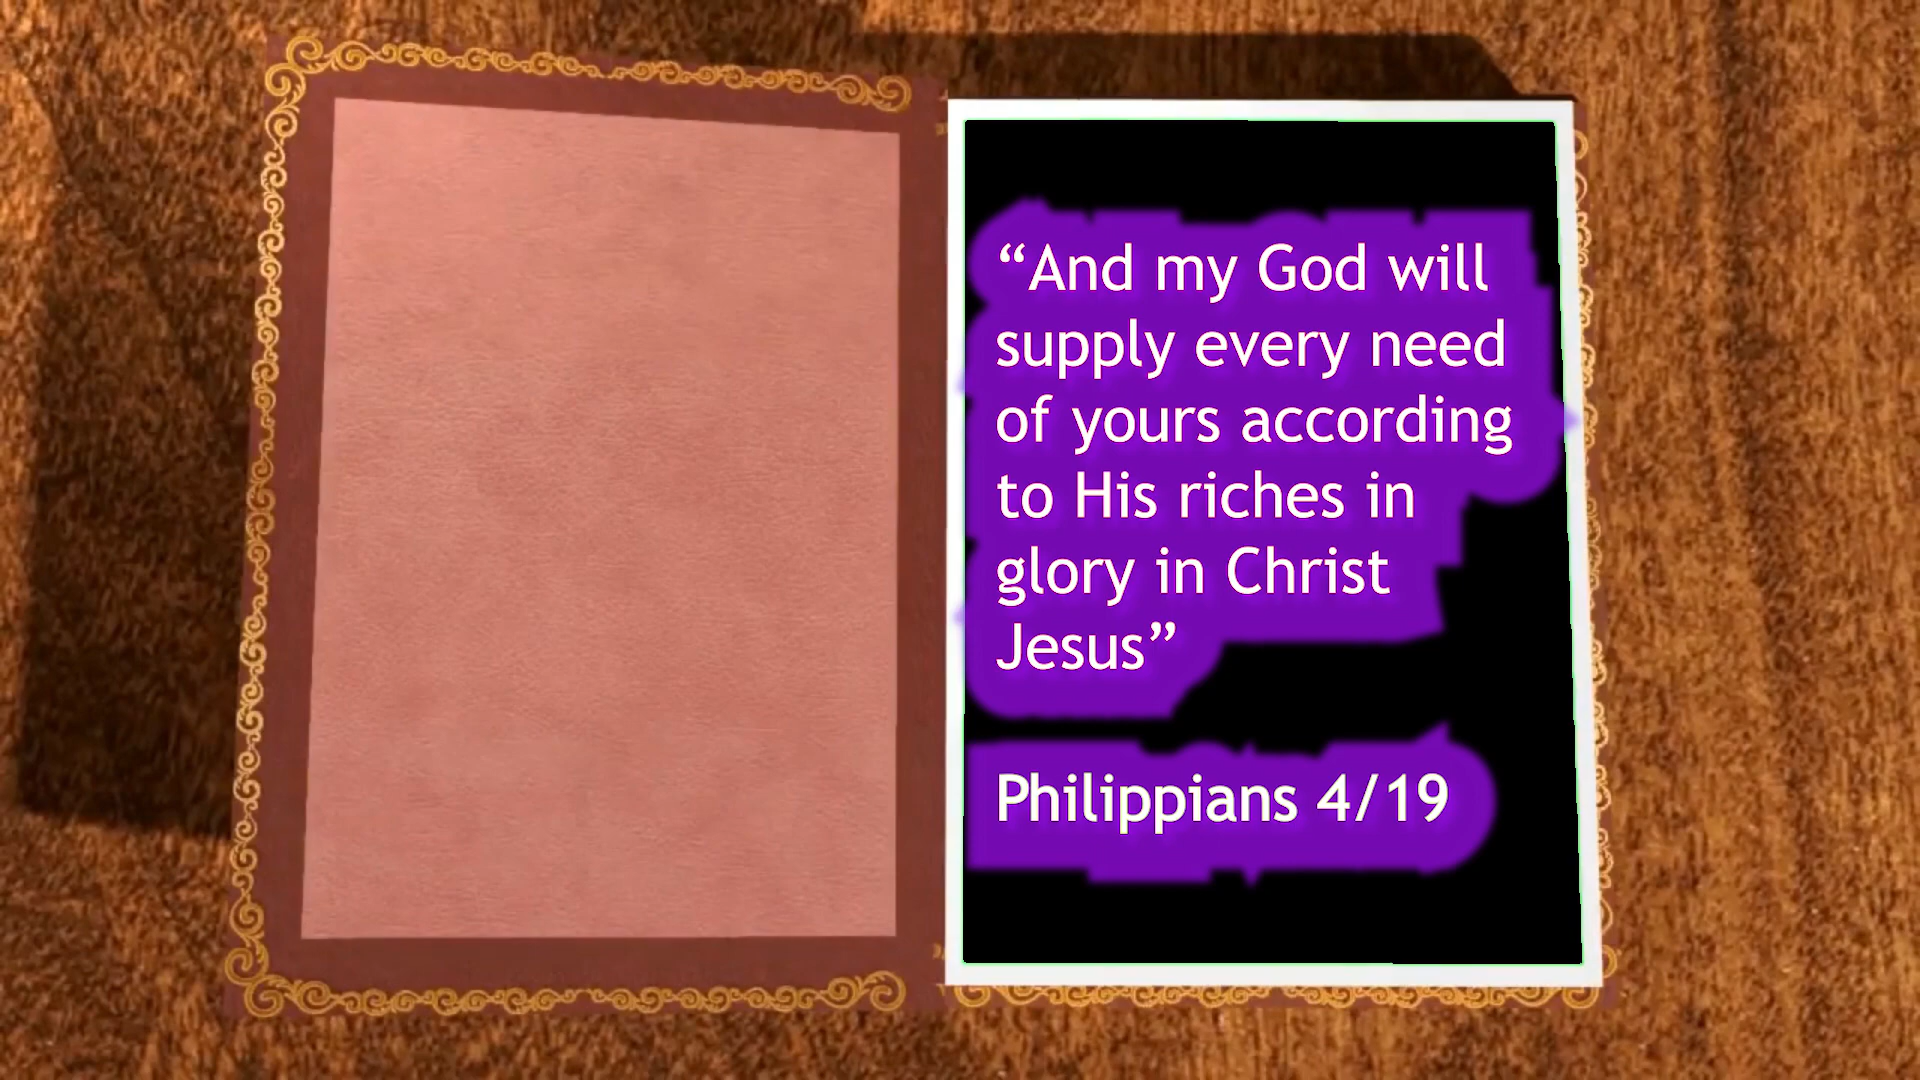 “And my God will
supply every need
of yours according
to His riches in
glory in Christ
Jesus”
Philippians 4/19